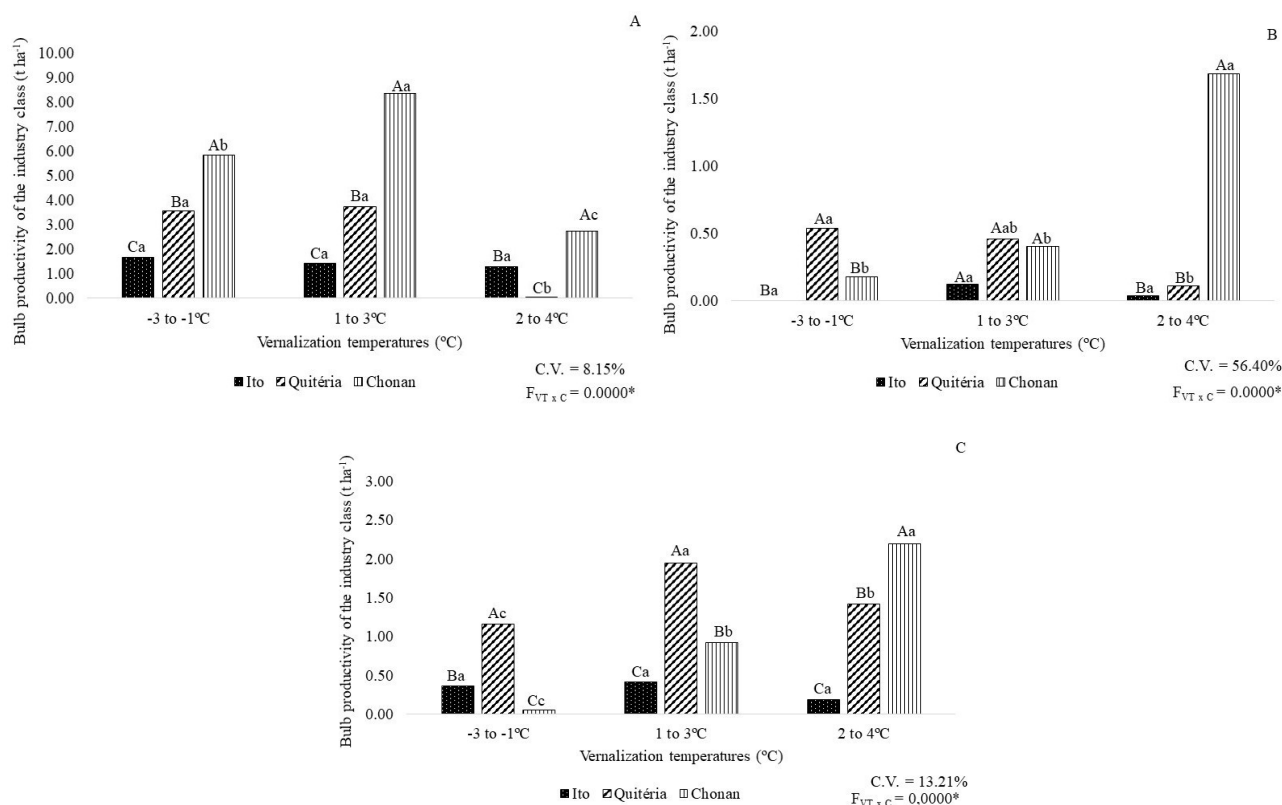 A
Bulb productivity of the industry class (t ha⁻¹)
10.00
9.00
8.00
7.00
6.00
5.00
4.00
3.00
2.00
1.00
0.00
Ca
Ba
Ab
Ca
Ba
Aa
Ba
Cb
Ac
-3 to -1ºC
1 to 3ºC
2 to 4ºC
Vernalization temperatures (ºC)
Ito Quitéria Chonan
C.V. = 8.15%
F_VT x C = 0.0000*
B
Bulb productivity of the industry class (t ha⁻¹)
2.00
1.50
1.00
0.50
0.00
Ba
Aa
Bb
Aa
Aab
Ab
Ba
Bb
Aa
-3 to -1ºC
1 to 3ºC
2 to 4ºC
Vernalization temperatures (ºC)
Ito Quitéria Chonan
C.V. = 56.40%
F_VT x C = 0.0000*
C
Bulb productivity of the industry class (t ha⁻¹)
3.00
2.50
2.00
1.50
1.00
0.50
0.00
Ba
Ac
Cc
Ca
Aa
Bb
Ca
Bb
Aa
-3 to -1ºC
1 to 3ºC
2 to 4ºC
Vernalization temperatures (ºC)
Ito Quitéria Chonan
C.V. = 13.21%
F_VT x C = 0,0000*